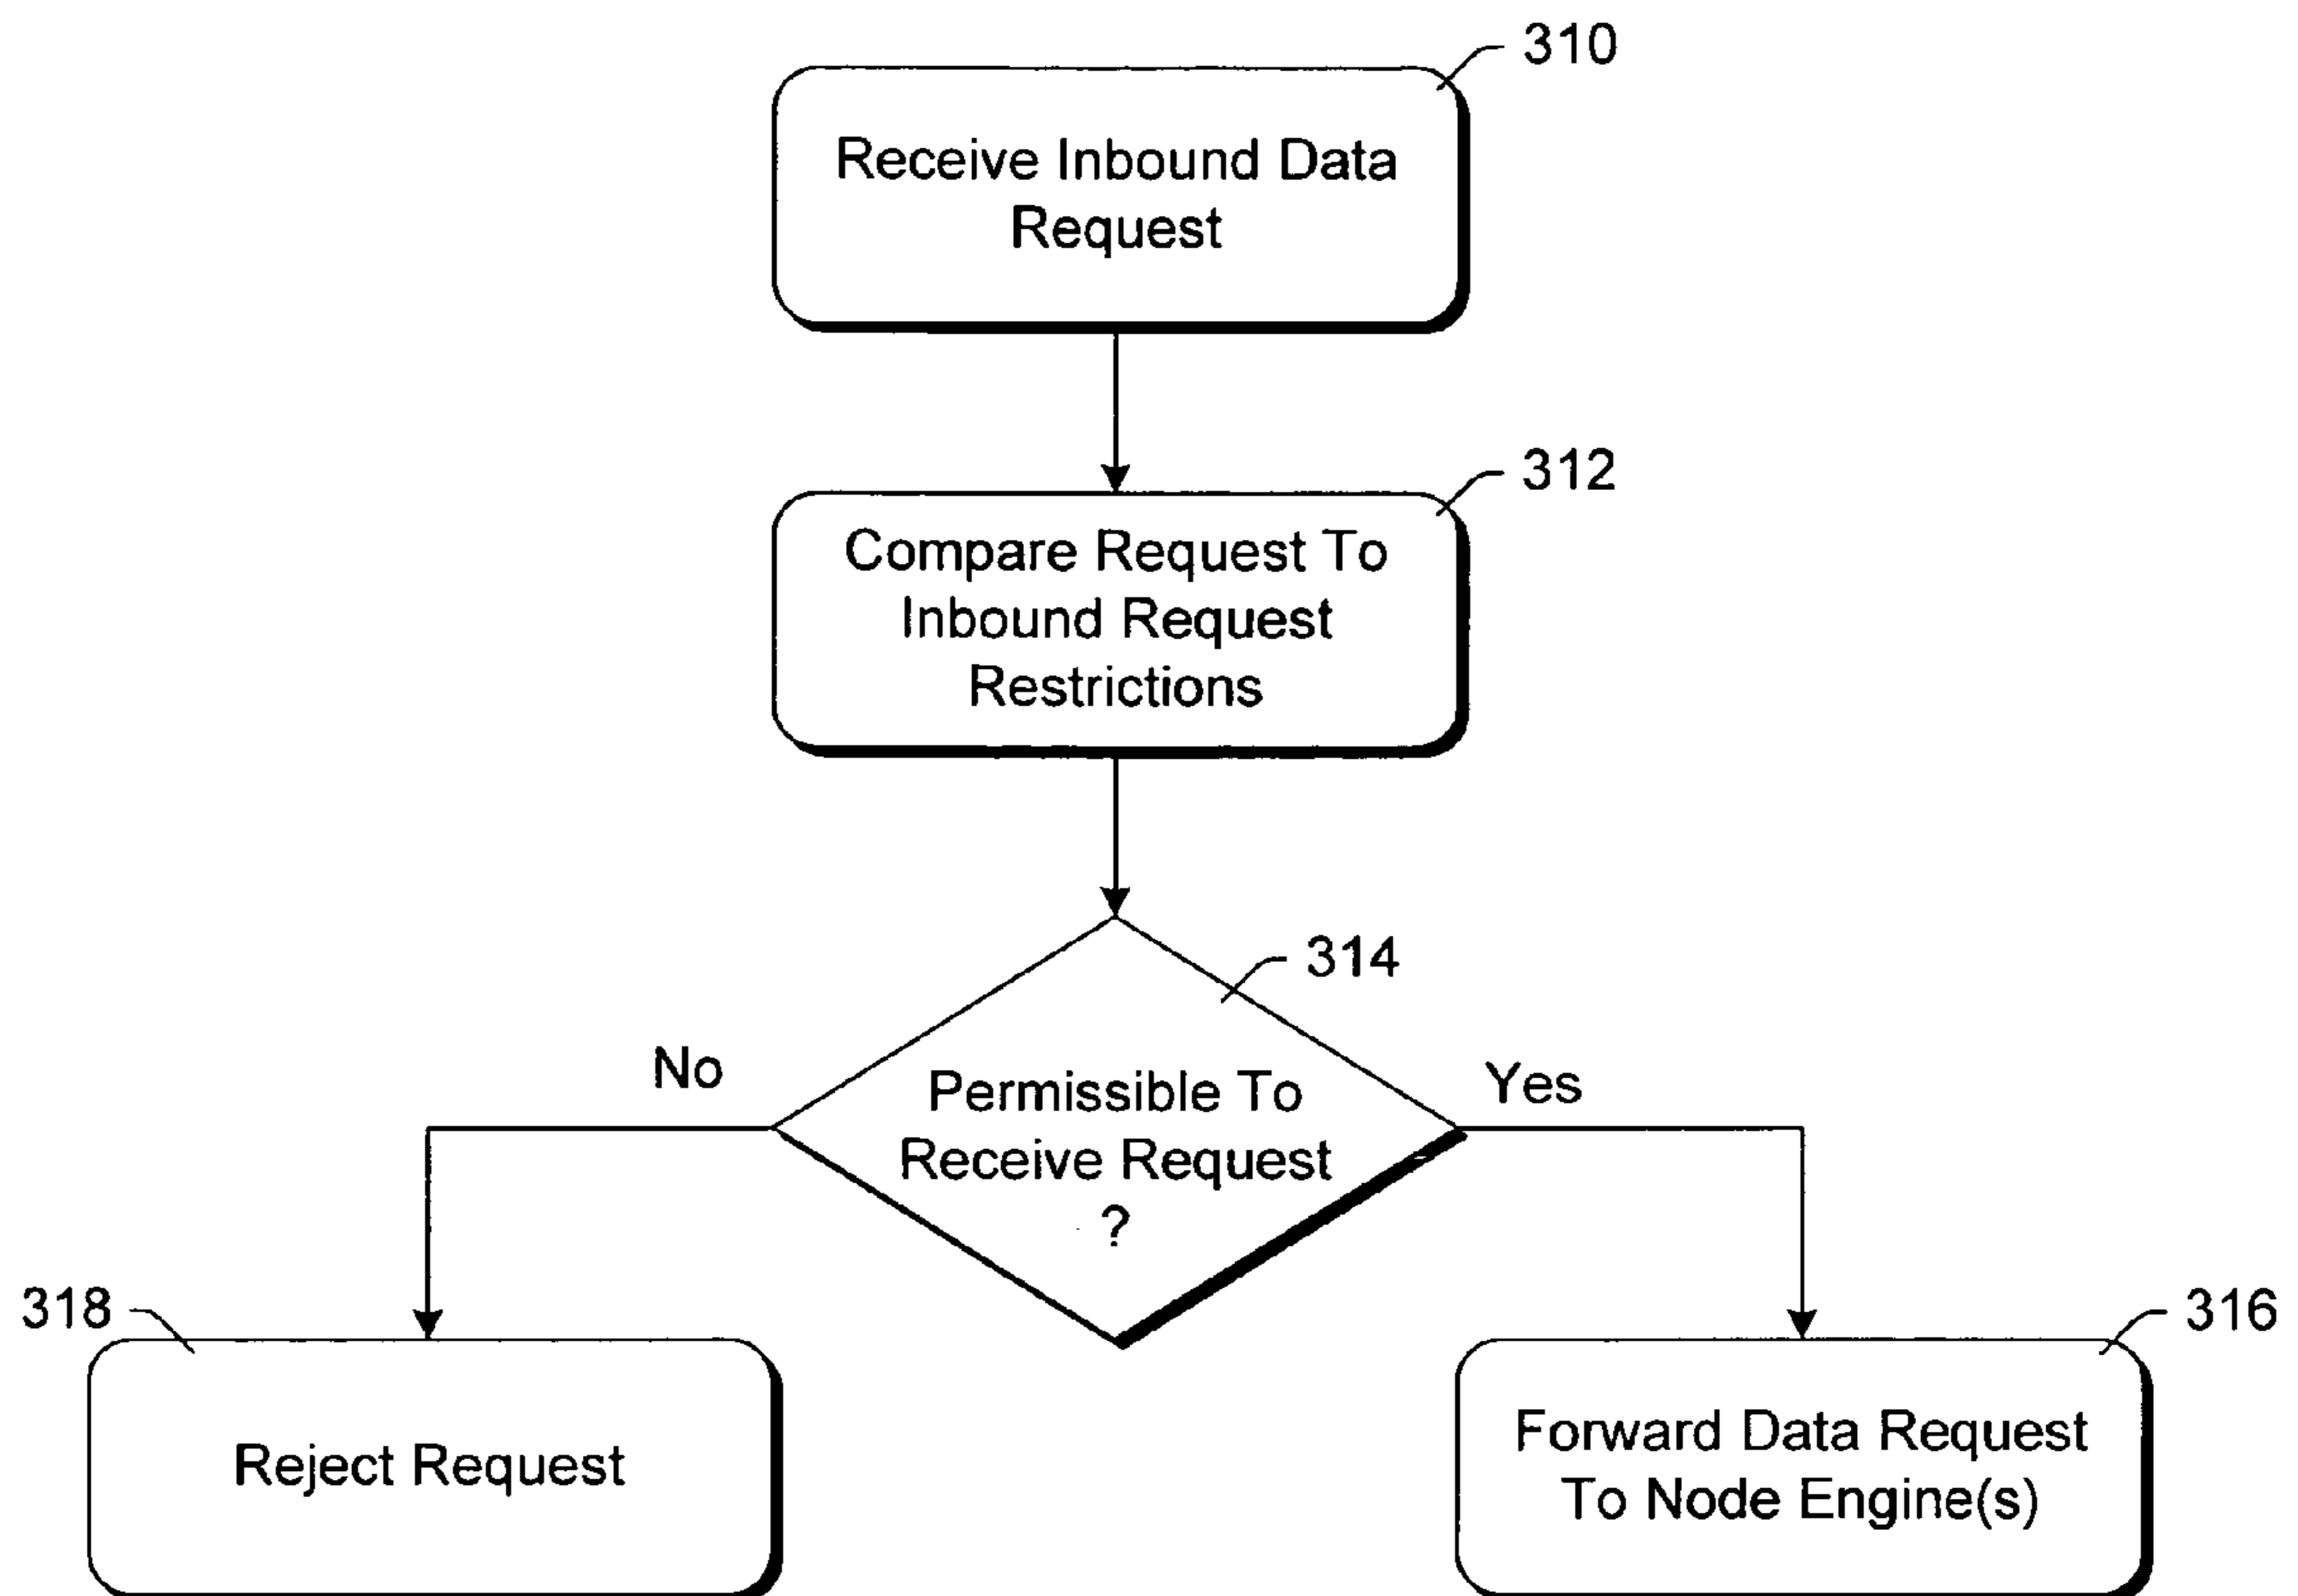 310
Receive Inbound Data
Request
312
Compare Request To
Inbound Request
Restrictions
314
No
Yes
Permissible To
Receive Request
?
318
316
Reject Request
Forward Data Request
To Node Engine(s)